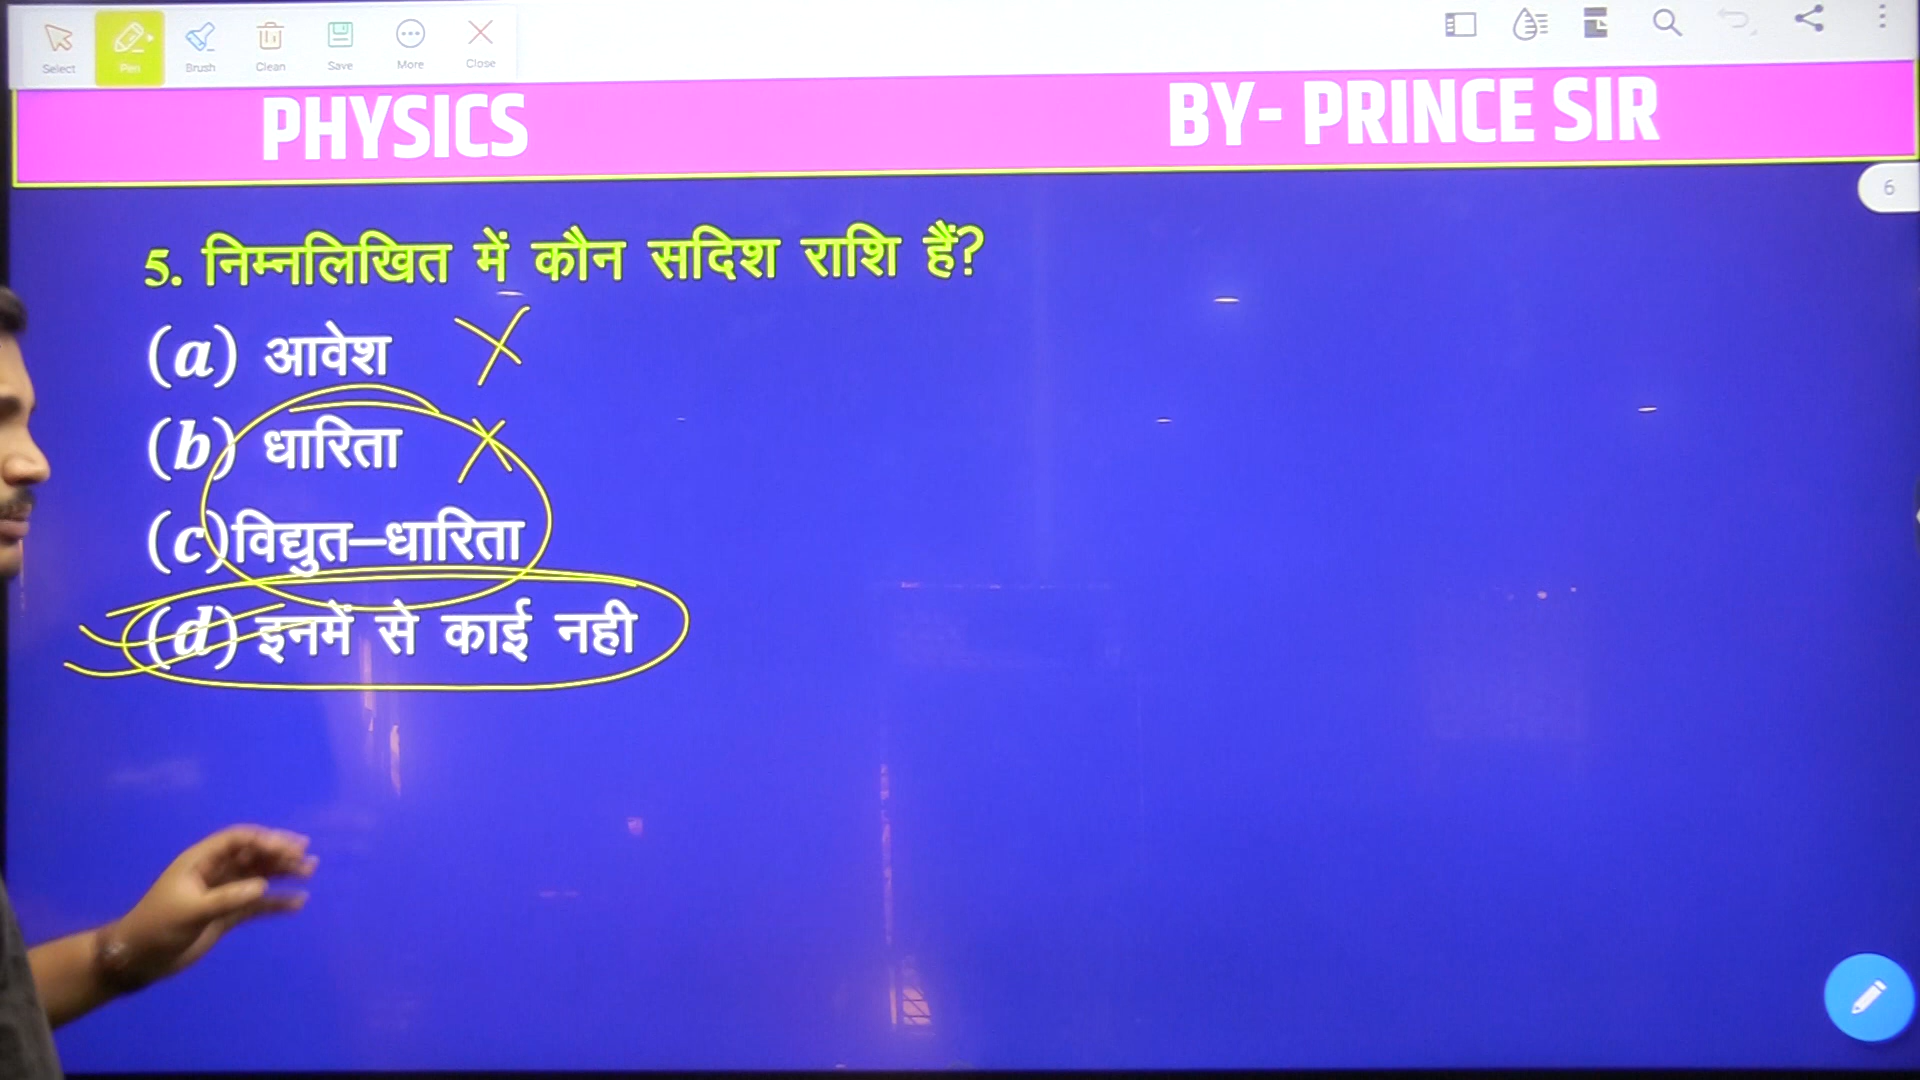 Select Pen Brush Clean Save More Close
PHYSICS BY- PRINCE SIR
6
5. निम्नलिखित में कौन सदिश राशि हैं?
(a) आवेश
(b) धारिता
(c)विद्युत–धारिता
(d) इनमें से काई नही